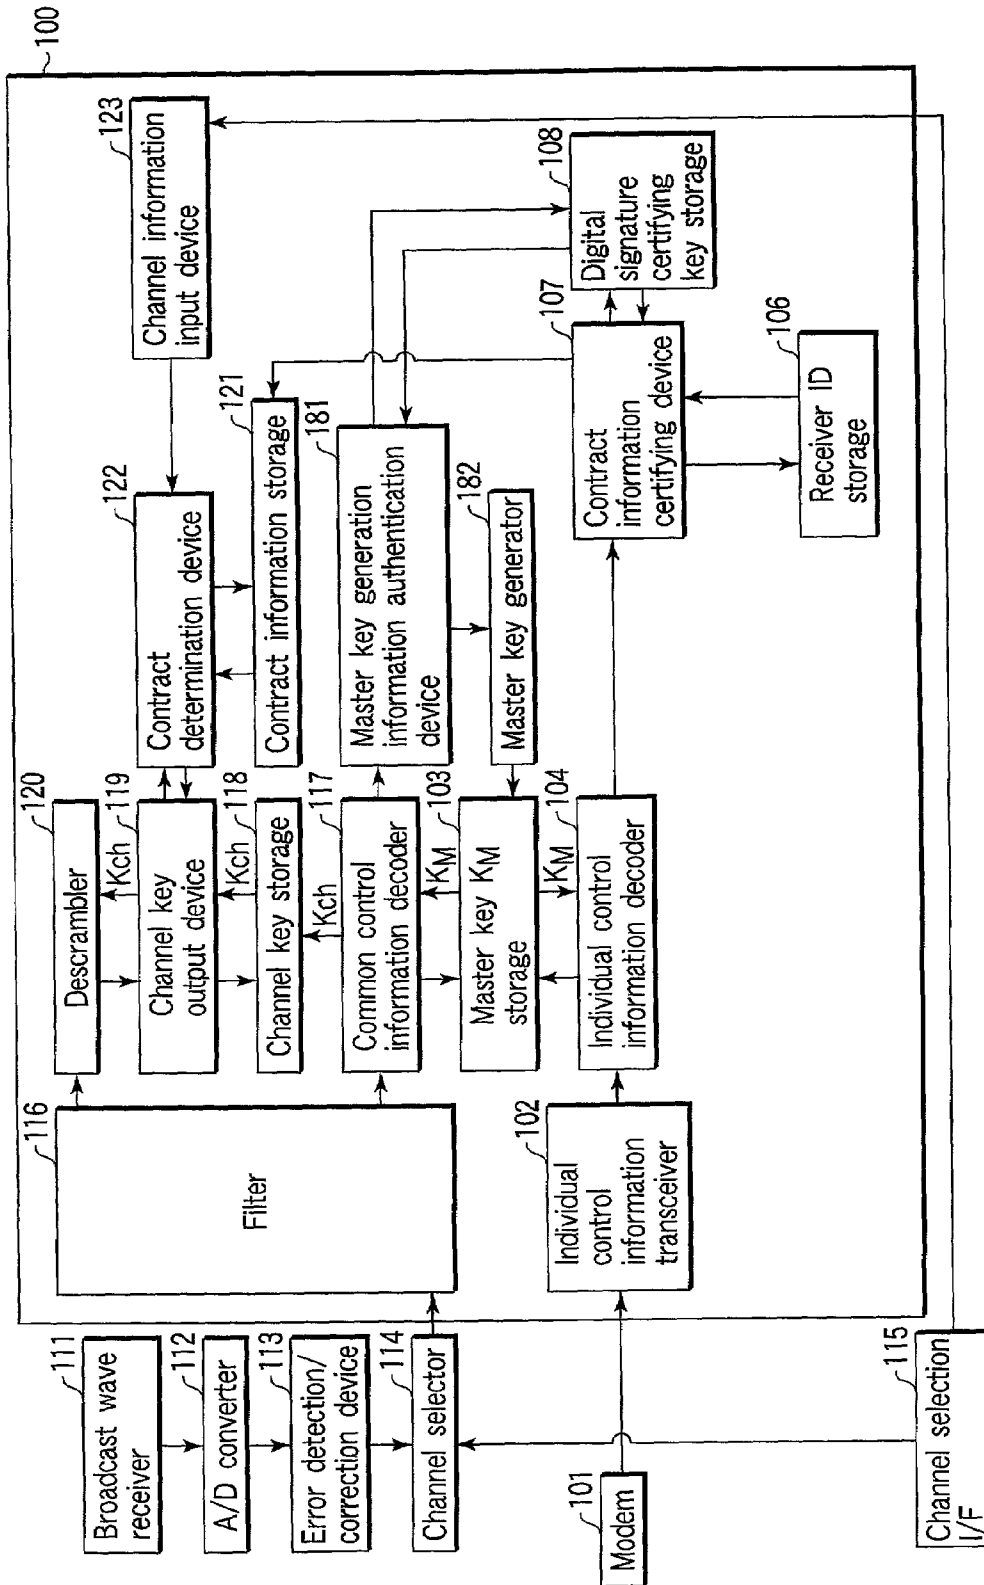 100
111
Broadcast wave
receiver
112
A/D converter
113
Error detection/
correction device
114
Channel selector
101
Modem
115
Channel selection
I/F
116
Filter
102
Individual
control
information
transceiver
120
Descrambler
Kch
119
Channel key
output device
Kch
118
Channel key storage
Kch
117
Common control
information decoder
KM
103
Master key KM
storage
KM
104
Individual control
information decoder
122
Contract
determination device
121
Contract information storage
181
Master key generation
information authentication
device
182
Master key generator
123
Channel information
input device
107
Contract
information
certifying device
108
Digital
signature
certifying
key storage
106
Receiver ID
storage